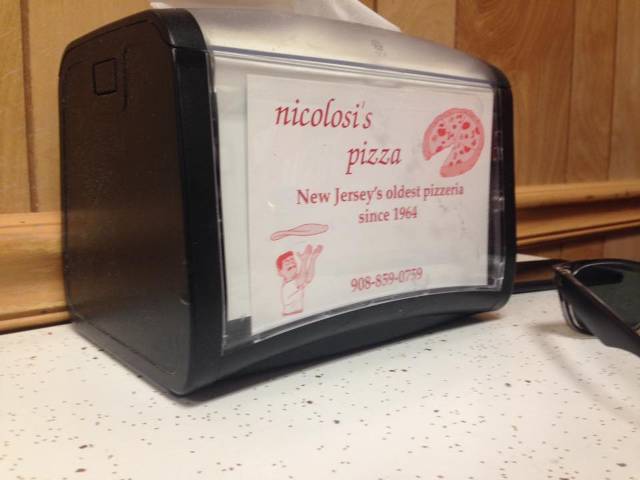 nicolosi's
pizza
New Jersey's oldest pizzeria
since 1964
908-859-0759